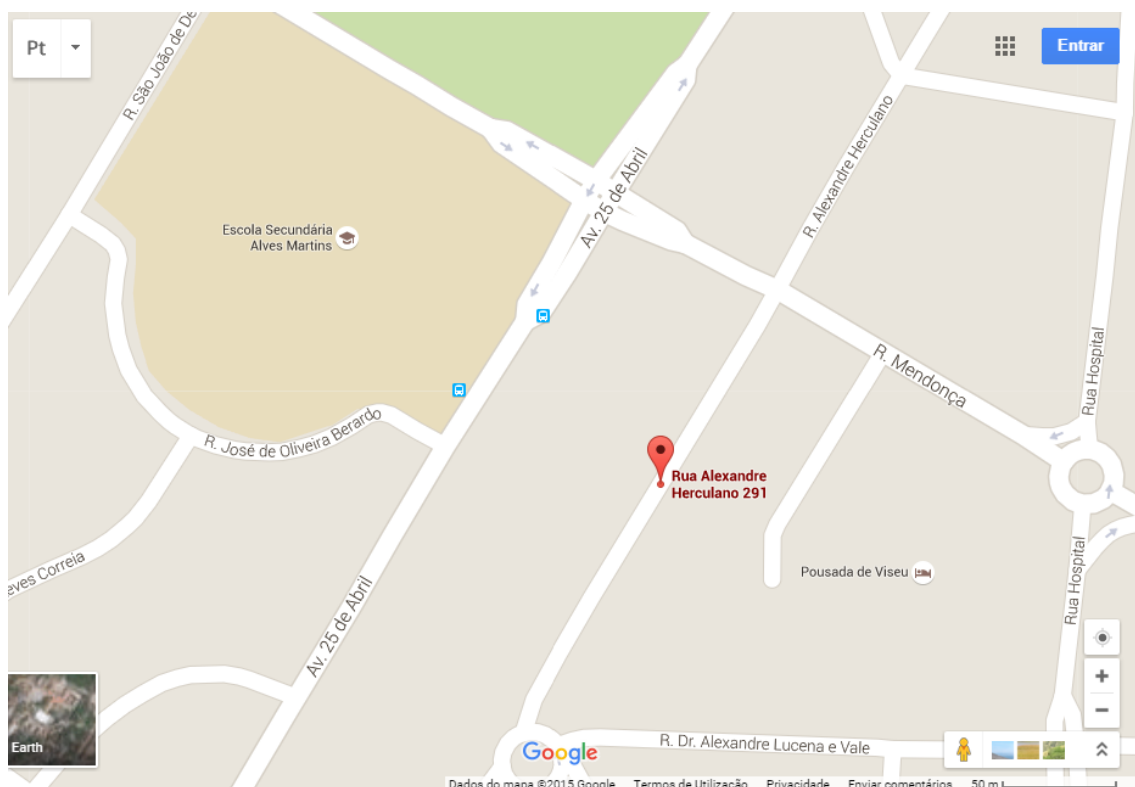 Pt
Entrar
R. São João de De
R. Alexandre Herculano
Av. 25 de Abril
Escola Secundária
Alves Martins
R. Mendonça
Rua Hospital
R. José de Oliveira Berardo
Rua Alexandre
Herculano 291
Pousada de Viseu
eves Correia
Rua Hospital
Av. 25 de Abril
Earth
Google
R. Dr. Alexandre Lucena e Vale
Dados do mapa ©2015 Google Termos de Utilização Privacidade Enviar comentários 50 m